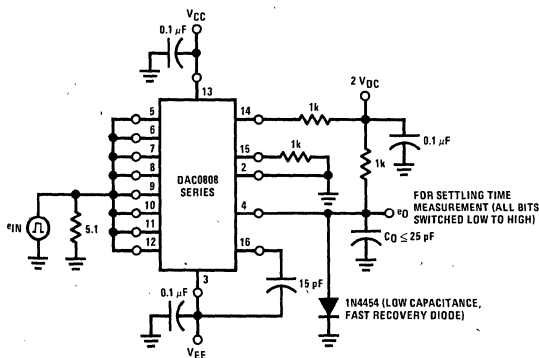 VCC
0.1 µF
2 VDC
13
5
14
1k
6
0.1 µF
7
15
1k
1k
8
DAC0808
SERIES
2
9
eIN
5.1
10
4
eO
FOR SETTLING TIME
MEASUREMENT (ALL BITS
SWITCHED LOW TO HIGH)
11
12
16
CO ≤ 25 pF
3
15 pF
0.1 µF
1N4454 (LOW CAPACITANCE,
FAST RECOVERY DIODE)
VEE